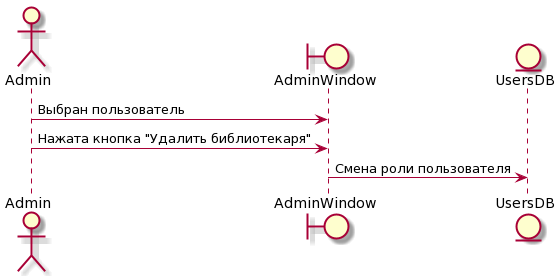 Admin
AdminWindow
UsersDB
Выбран пользователь
Нажата кнопка "Удалить библиотекаря"
Смена роли пользователя
Admin
AdminWindow
UsersDB